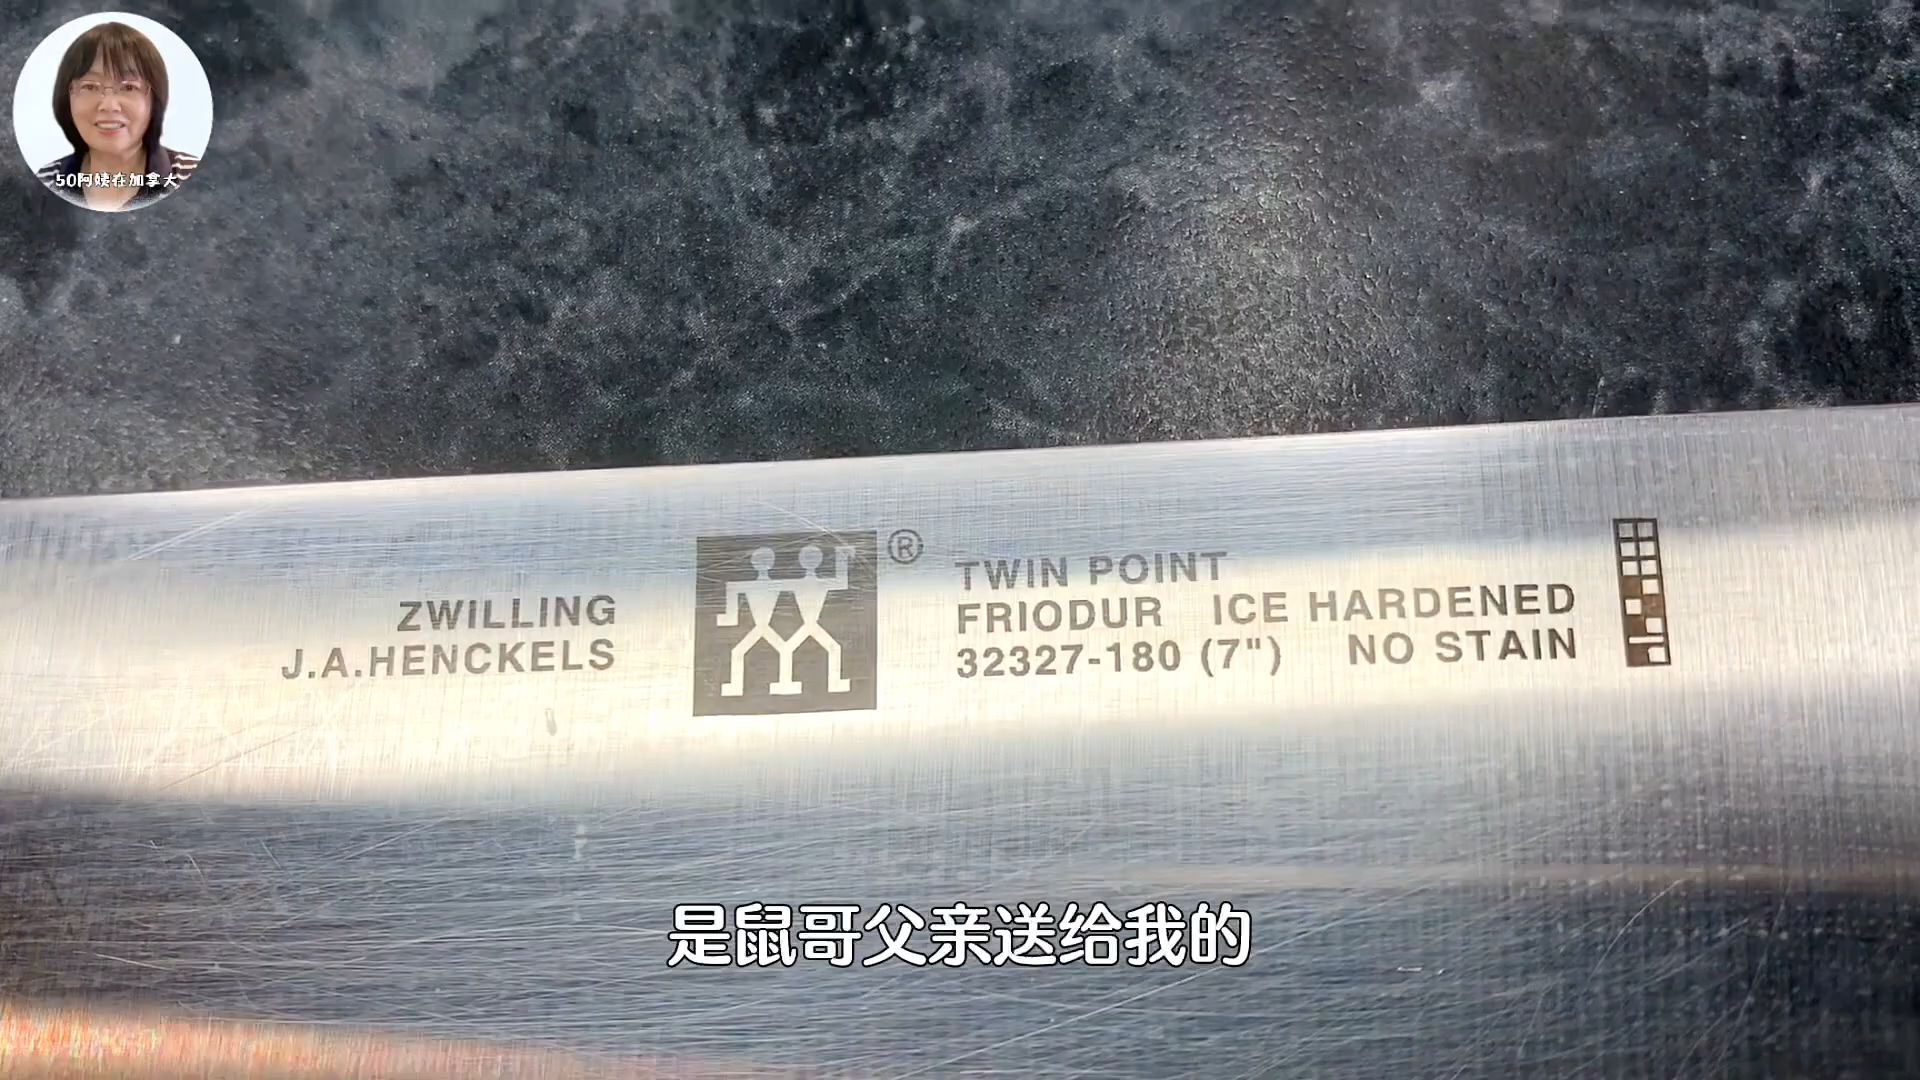 50阿姨在加拿大
ZWILLING
J.A.HENCKELS
®
TWIN POINT
FRIODUR ICE HARDENED
32327-180 (7") NO STAIN
是鼠哥父亲送给我的